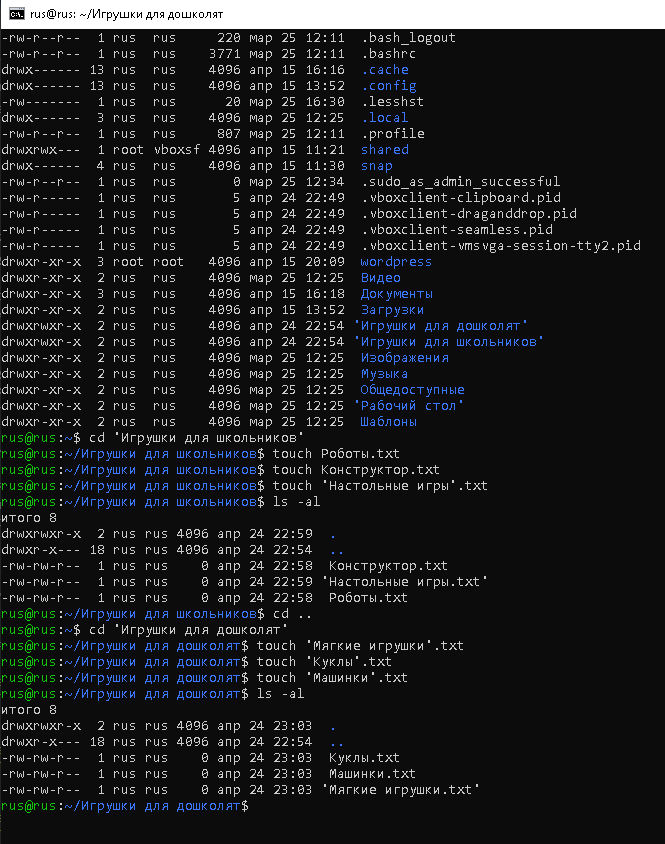 rus@rus: ~/Игрушки для дошколят
-rw-r--r-- 1 rus rus 220 мар 25 12:11 .bash_logout
-rw-r--r-- 1 rus rus 3771 мар 25 12:11 .bashrc
drwx------ 13 rus rus 4096 апр 15 16:16 .cache
drwx------ 13 rus rus 4096 апр 15 13:52 .config
-rw------- 1 rus rus 20 мар 25 16:30 .lesshst
drwx------ 3 rus rus 4096 мар 25 12:25 .local
-rw-r--r-- 1 rus rus 807 мар 25 12:11 .profile
drwxrwx--- 1 root vboxsf 4096 апр 15 11:21 shared
drwx------ 4 rus rus 4096 апр 15 11:30 snap
-rw-r--r-- 1 rus rus 0 мар 25 12:34 .sudo_as_admin_successful
-rw-r----- 1 rus rus 5 апр 24 22:49 .vboxclient-clipboard.pid
-rw-r----- 1 rus rus 5 апр 24 22:49 .vboxclient-draganddrop.pid
-rw-r----- 1 rus rus 5 апр 24 22:49 .vboxclient-seamless.pid
-rw-r----- 1 rus rus 5 апр 24 22:49 .vboxclient-vmsvga-session-tty2.pid
drwxr-xr-x 3 root root 4096 апр 15 20:09 wordpress
drwxr-xr-x 2 rus rus 4096 мар 25 12:25 Видео
drwxr-xr-x 3 rus rus 4096 апр 15 16:18 Документы
drwxr-xr-x 2 rus rus 4096 апр 15 13:52 Загрузки
drwxrwxr-x 2 rus rus 4096 апр 24 22:54 'Игрушки для дошколят'
drwxrwxr-x 2 rus rus 4096 апр 24 22:54 'Игрушки для школьников'
drwxr-xr-x 2 rus rus 4096 мар 25 12:25 Изображения
drwxr-xr-x 2 rus rus 4096 мар 25 12:25 Музыка
drwxr-xr-x 2 rus rus 4096 мар 25 12:25 Общедоступные
drwxr-xr-x 2 rus rus 4096 мар 25 12:25 'Рабочий стол'
drwxr-xr-x 2 rus rus 4096 мар 25 12:25 Шаблоны
rus@rus:~$ cd 'Игрушки для школьников'
rus@rus:~/Игрушки для школьников$ touch Роботы.txt
rus@rus:~/Игрушки для школьников$ touch Конструктор.txt
rus@rus:~/Игрушки для школьников$ touch 'Настольные игры'.txt
rus@rus:~/Игрушки для школьников$ ls -al
итого 8
drwxrwxr-x 2 rus rus 4096 апр 24 22:59 .
drwxr-x--- 18 rus rus 4096 апр 24 22:54 ..
-rw-rw-r-- 1 rus rus 0 апр 24 22:58 Конструктор.txt
-rw-rw-r-- 1 rus rus 0 апр 24 22:59 'Настольные игры.txt'
-rw-rw-r-- 1 rus rus 0 апр 24 22:58 Роботы.txt
rus@rus:~/Игрушки для школьников$ cd ..
rus@rus:~$ cd 'Игрушки для дошколят'
rus@rus:~/Игрушки для дошколят$ touch 'Мягкие игрушки'.txt
rus@rus:~/Игрушки для дошколят$ touch 'Куклы'.txt
rus@rus:~/Игрушки для дошколят$ touch 'Машинки'.txt
rus@rus:~/Игрушки для дошколят$ ls -al
итого 8
drwxrwxr-x 2 rus rus 4096 апр 24 23:03 .
drwxr-x--- 18 rus rus 4096 апр 24 22:54 ..
-rw-rw-r-- 1 rus rus 0 апр 24 23:03 Куклы.txt
-rw-rw-r-- 1 rus rus 0 апр 24 23:03 Машинки.txt
-rw-rw-r-- 1 rus rus 0 апр 24 23:03 'Мягкие игрушки.txt'
rus@rus:~/Игрушки для дошколят$